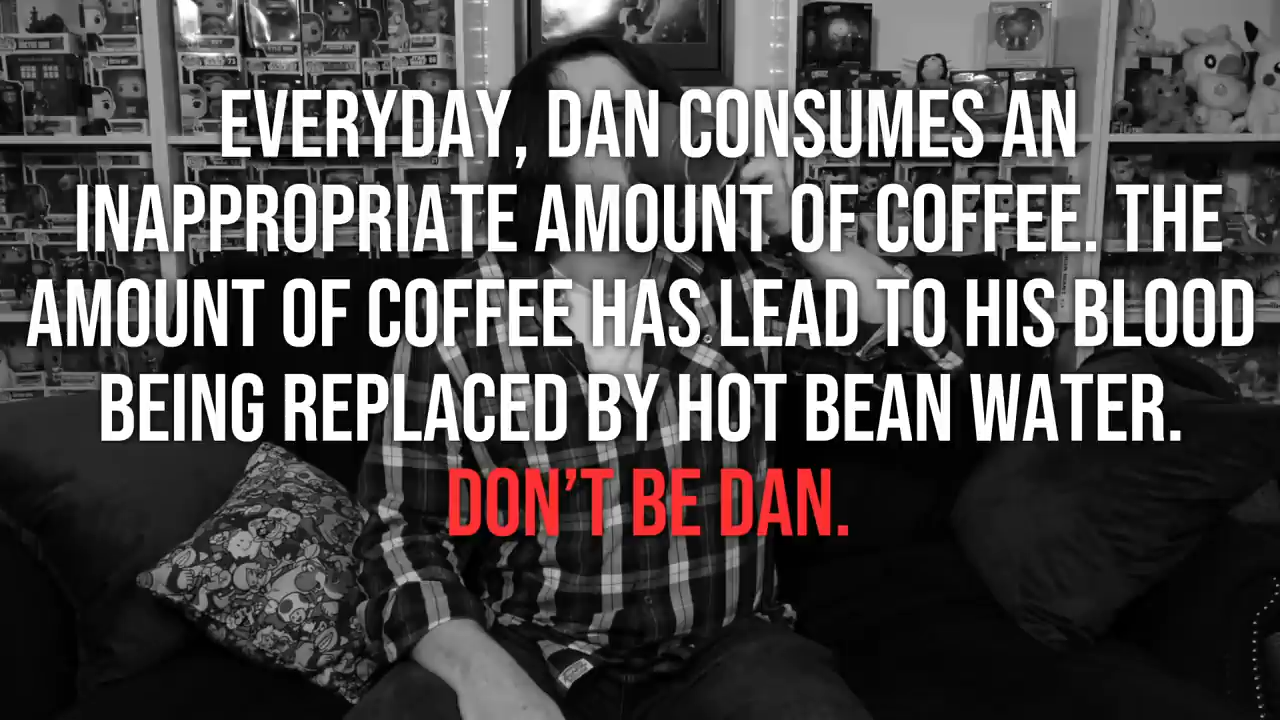 EVERYDAY, DAN CONSUMES AN
INAPPROPRIATE AMOUNT OF COFFEE. THE
AMOUNT OF COFFEE HAS LEAD TO HIS BLOOD
BEING REPLACED BY HOT BEAN WATER.
DON'T BE DAN.